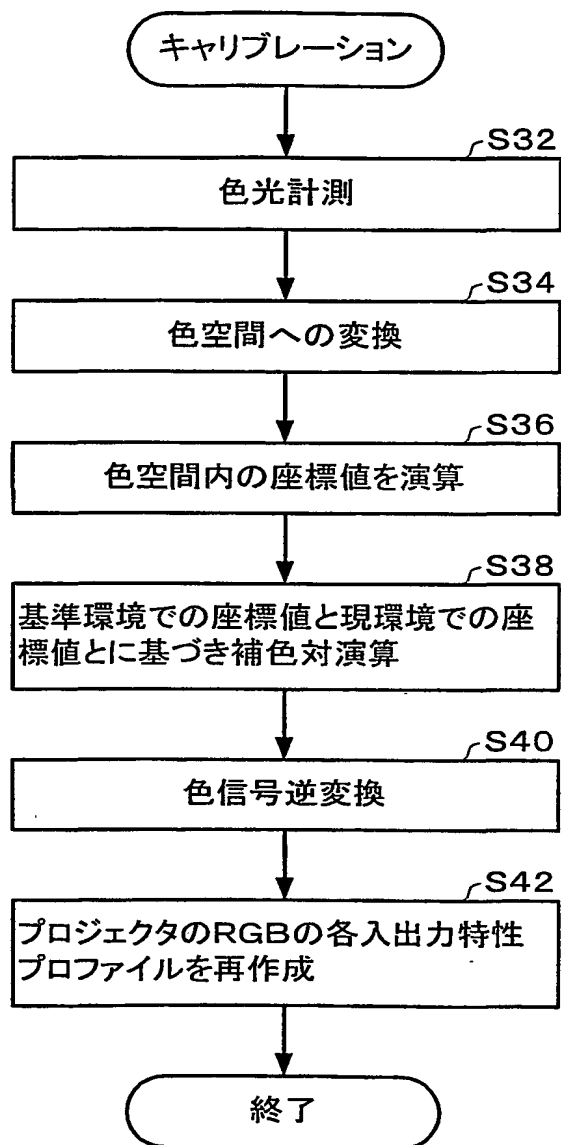 キャリブレーション
S32
色光計測
S34
色空間への変換
S36
色空間内の座標値を演算
S38
基準環境での座標値と現環境での座
標値とに基づき補色対演算
S40
色信号逆変換
S42
プロジェクタのRGBの各入出力特性
プロファイルを再作成
終了